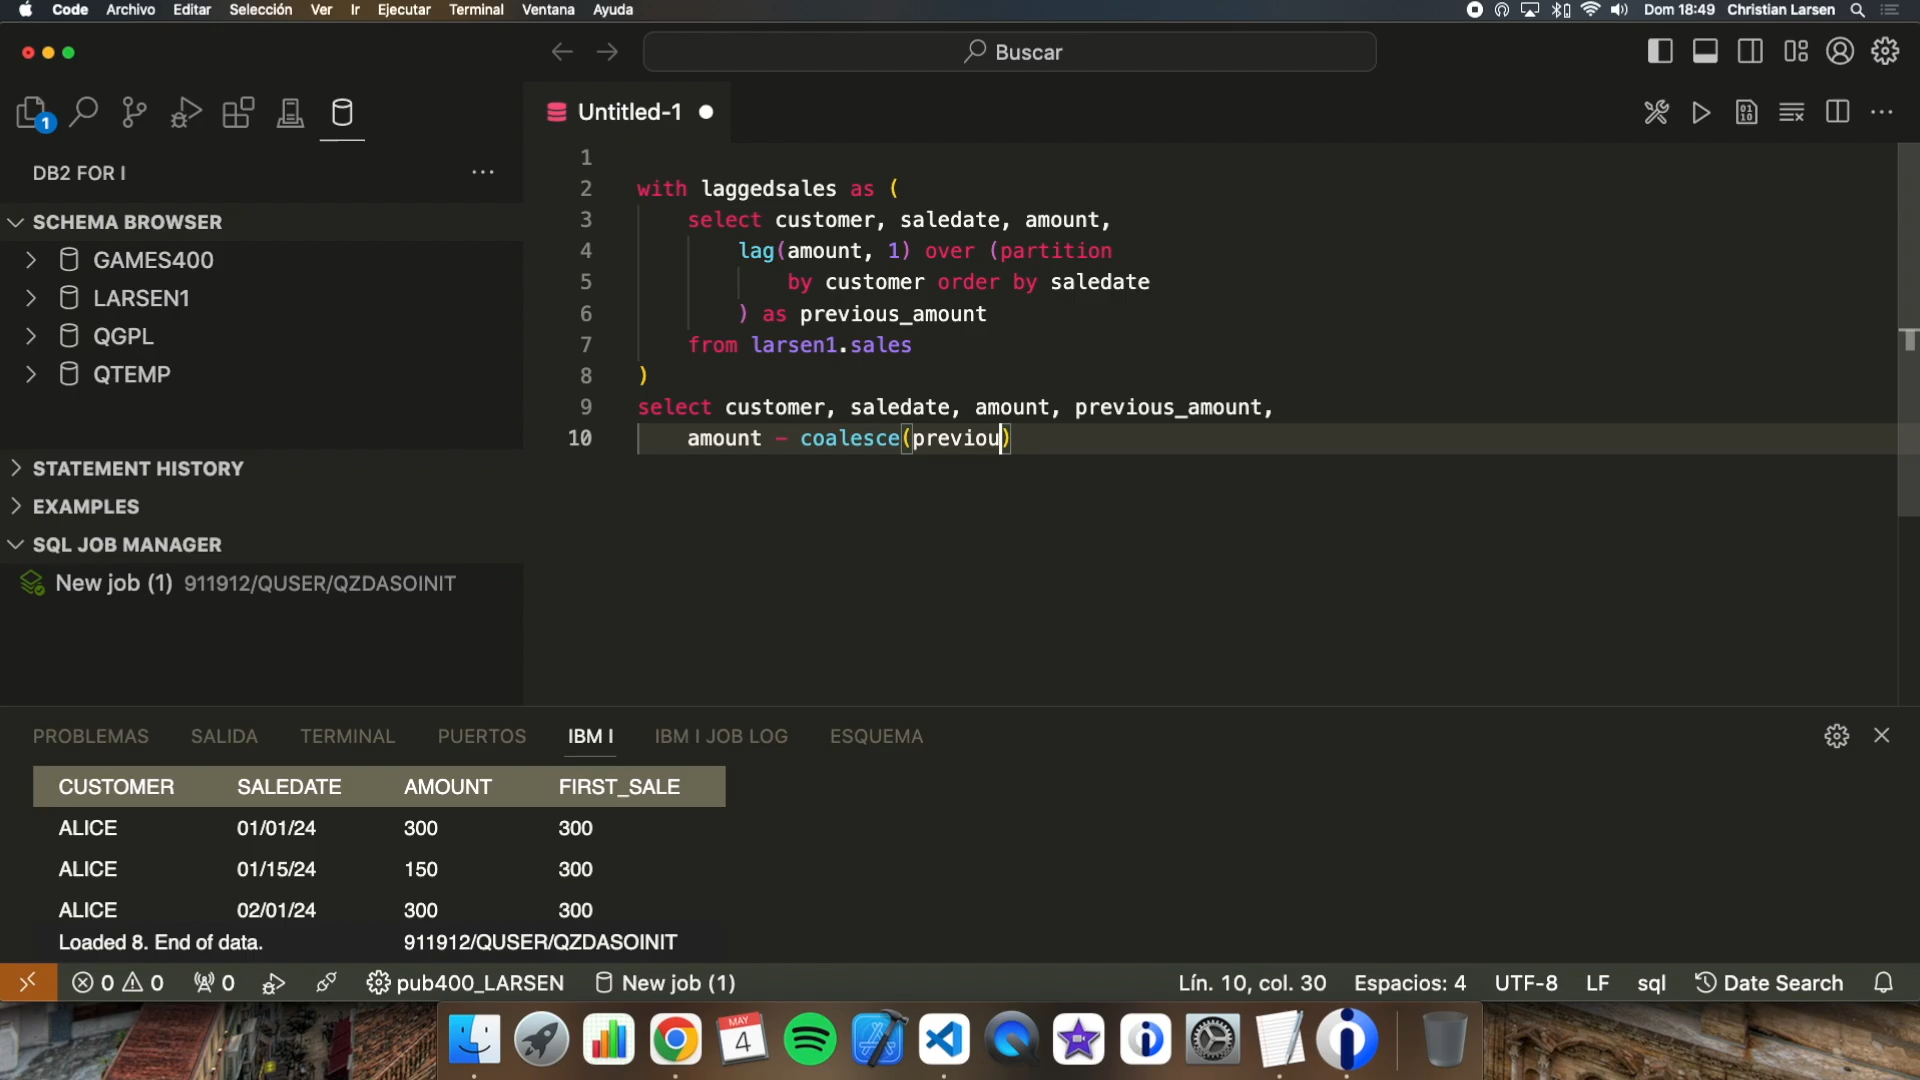 Code Archivo Editar Selección Ver Ir Ejecutar Terminal Ventana Ayuda Dom 18:49 Christian Larsen
Buscar
1
Untitled-1
DB2 FOR I
SCHEMA BROWSER
GAMES400
LARSEN1
QGPL
QTEMP
STATEMENT HISTORY
EXAMPLES
SQL JOB MANAGER
New job (1) 911912/QUSER/QZDASOINIT
1
2 with laggedsales as (
3 select customer, saledate, amount,
4 lag(amount, 1) over (partition
5 by customer order by saledate
6 ) as previous_amount
7 from larsen1.sales
8 )
9 select customer, saledate, amount, previous_amount,
10 amount - coalesce(previou)
PROBLEMAS SALIDA TERMINAL PUERTOS IBM I IBM I JOB LOG ESQUEMA
CUSTOMER SALEDATE AMOUNT FIRST_SALE
ALICE 01/01/24 300 300
ALICE 01/15/24 150 300
ALICE 02/01/24 300 300
Loaded 8. End of data. 911912/QUSER/QZDASOINIT
0 0 0 pub400_LARSEN New job (1) Lín. 10, col. 30 Espacios: 4 UTF-8 LF sql Date Search
MAY
4